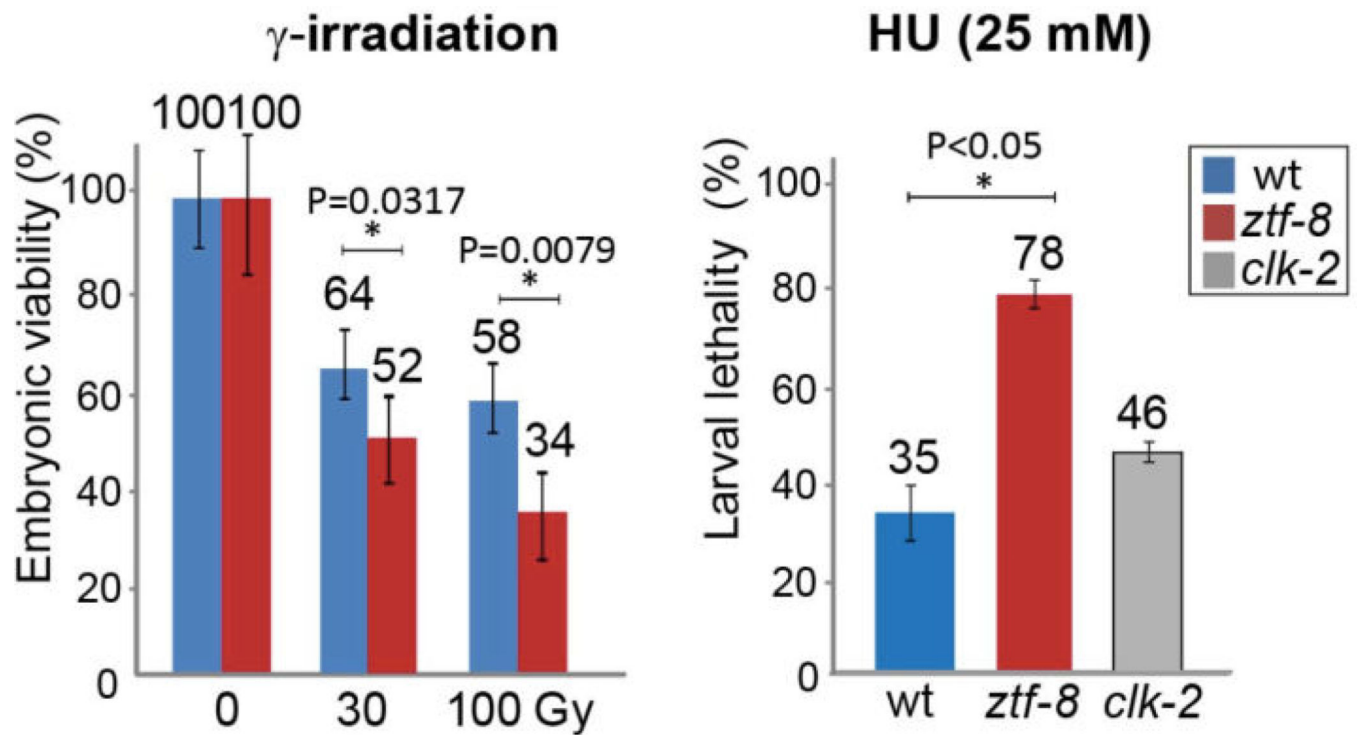 γ-irradiation
Embryonic viability (%)
100
80
60
40
20
0
100 100
P=0.0317
*
64
52
P=0.0079
*
58
34
0 30 100 Gy
HU (25 mM)
Larval lethality (%)
100
80
60
40
20
0
P<0.05
*
35
78
46
wt ztf-8 clk-2
wt
ztf-8
clk-2